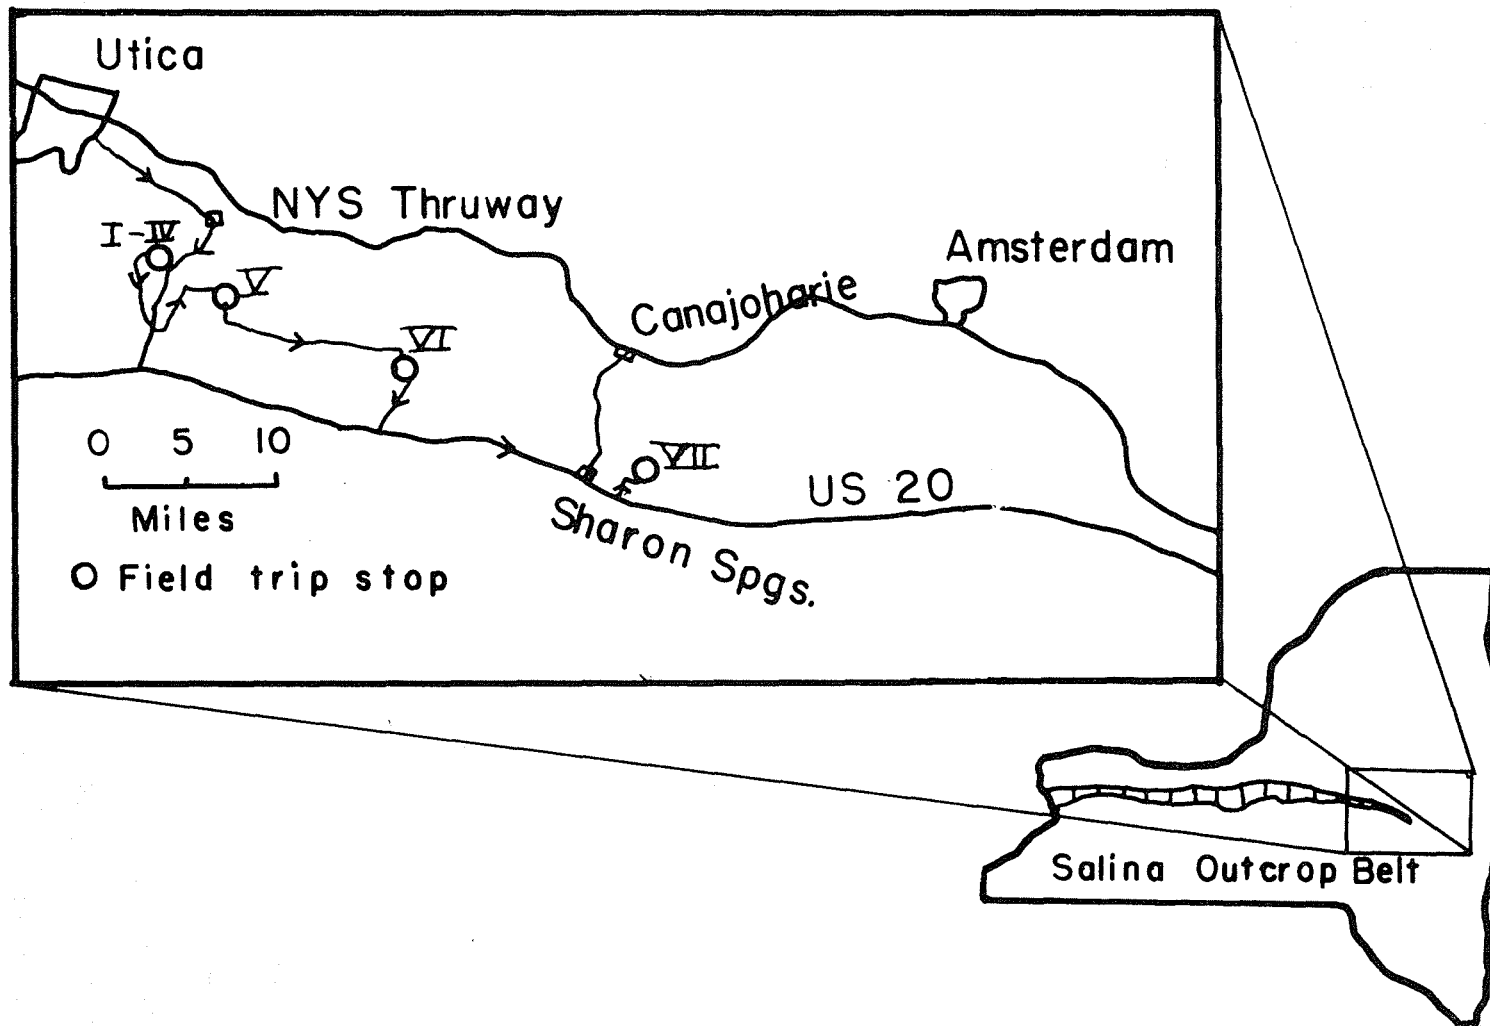 Utica
NYS Thruway
I-IV
V
Amsterdam
Canajoharie
VI
0 5 10
Miles
VII
US 20
Sharon Spgs.
O Field trip stop
Salina Outcrop Belt